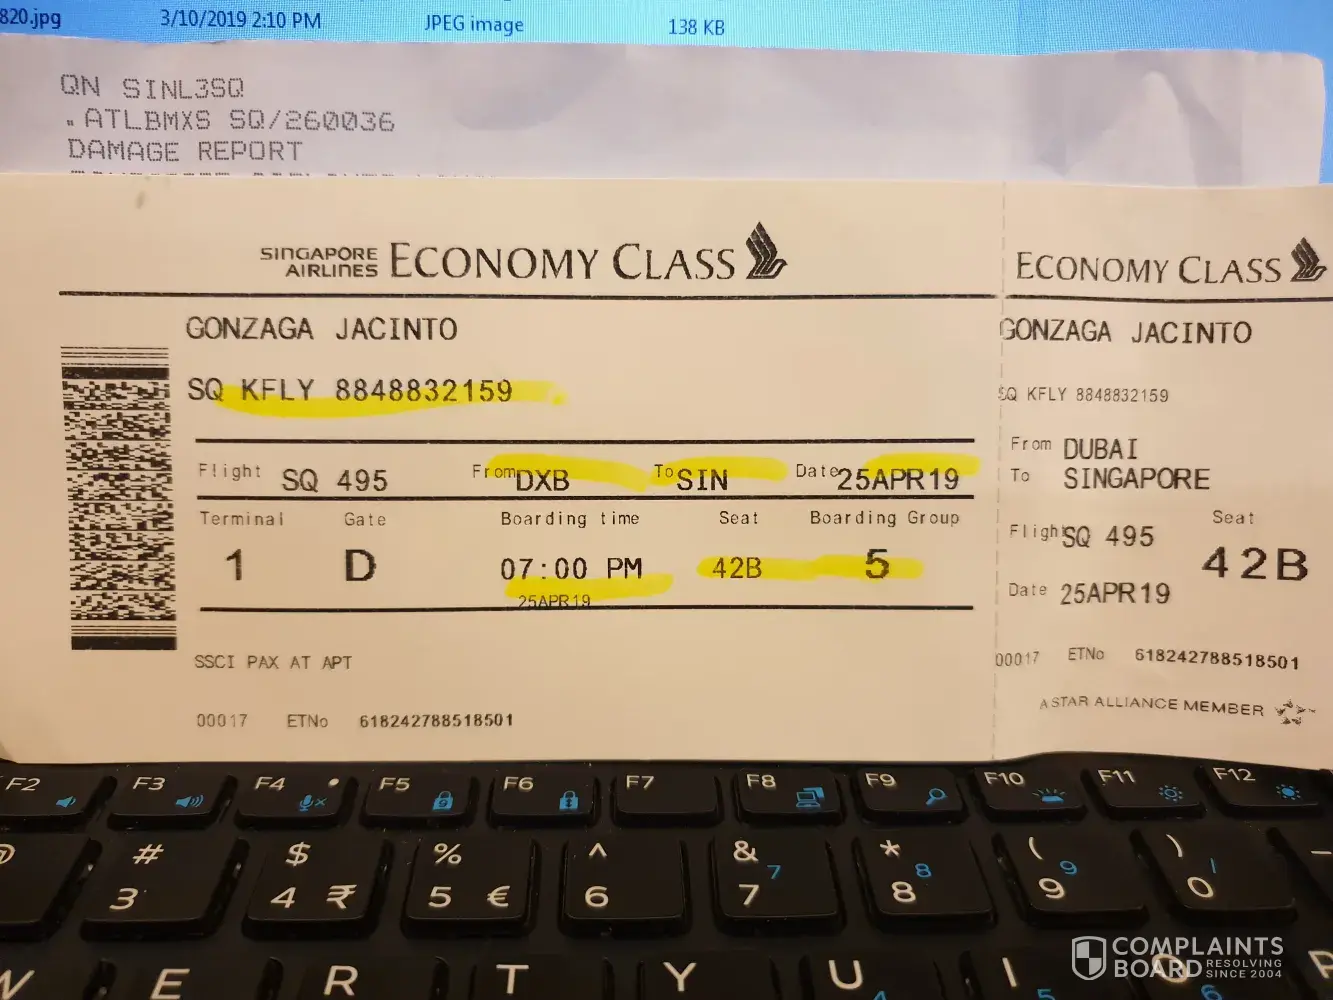 820.jpg 3/10/2019 2:10 PM JPEG image 138 KB
QN SINL3SQ
.ATLBMXS SQ/260036
DAMAGE REPORT
SINGAPORE AIRLINES ECONOMY CLASS
GONZAGA JACINTO
SQ KFLY 8848832159
Flight SQ 495 From DXB To SIN Date 25APR19
Terminal Gate Boarding time Seat Boarding Group
1 D 07:00 PM 42B 5
25APR19
SSCI PAX AT APT
00017 ETNo 618242788518501
ECONOMY CLASS
GONZAGA JACINTO
SQ KFLY 8848832159
From DUBAI
To SINGAPORE
Flight SQ 495 Seat
42B
Date 25APR19
00017 ETNo 618242788518501
A STAR ALLIANCE MEMBER
F2 F3 F4 F5 F6 F7 F8 F9 F10 F11 F12
# $ % ^ & 7 * 8 ( 9 )
3 4 ₹ 5 € 6 7 8 9 0
W E R T Y U I O P
4 5 6
COMPLAINTS
BOARD RESOLVING SINCE 2004